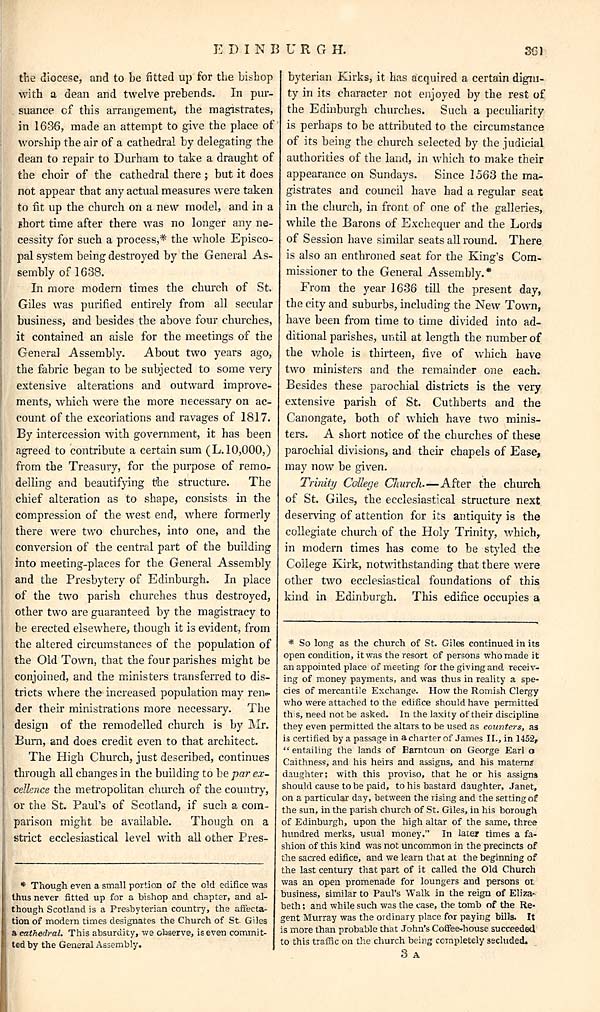 EDINBURGH.
361
the diocese, and to be fitted up for the bishop
with a dean and twelve prebends. In pur-
suance of this arrangement, the magistrates,
in 1636, made an attempt to give the place of
worship the air of a cathedral by delegating the
dean to repair to Durham to take a draught of
the choir of the cathedral there; but it does
not appear that any actual measures were taken
to fit up the church on a new model, and in a
short time after there was no longer any ne-
cessity for such a process,* the whole Episco-
pal system being destroyed by the General As-
sembly of 1638.
In more modern times the church of St.
Giles was purified entirely from all secular
business, and besides the above four churches,
it contained an aisle for the meetings of the
General Assembly. About two years ago,
the fabric began to be subjected to some very
extensive alterations and outward improve-
ments, which were the more necessary on ac-
count of the excoriations and ravages of 1817.
By intercession with government, it has been
agreed to contribute a certain sum (L.10,000,)
from the Treasury, for the purpose of remo-
delling and beautifying the structure. The
chief alteration as to shape, consists in the
compression of the west end, where formerly
there were two churches, into one, and the
conversion of the central part of the building
into meeting-places for the General Assembly
and the Presbytery of Edinburgh. In place
of the two parish churches thus destroyed,
other two are guaranteed by the magistracy to
be erected elsewhere, though it is evident, from
the altered circumstances of the population of
the Old Town, that the four parishes might be
conjoined, and the ministers transferred to dis-
tricts where the increased population may ren-
der their ministrations more necessary. The
design of the remodelled church is by Mr.
Burn, and does credit even to that architect.
The High Church, just described, continues
through all changes in the building to be par ex-
cellence the metropolitan church of the country,
or the St. Paul's of Scotland, if such a com-
parison might be available. Though on a
strict ecclesiastical level with all other Pres-
* Though even a small portion of the old edifice was
thus never fitted up for a bishop and chapter, and al-
though Scotland is a Presbyterian country, the affecta-
tion of modern times designates the Church of St Giles
a cathedral. This absurdity, we observe, is even commit-
ted by the General Assembly.
byterian Kirks, it has acquired a certain digni-
ty in its character not enjoyed by the rest of
the Edinburgh churches. Such a peculiarity
is perhaps to be attributed to the circumstance
of its being the church selected by the judicial
authorities of the land, in which to make their
appearance on Sundays. Since 1563 the ma-
gistrates and council have had a regular seat
in the church, in front of one of the galleries,
while the Barons of Exchequer and the Lords
of Session have similar seats all round. There
is also an enthroned seat for the King's Com-
missioner to the General Assembly.*
From the year 1636 till the present day,
the city and suburbs, including the New Town,
have been from time to time divided into ad-
ditional parishes, until at length the number of
the whole is thirteen, five of which have
two ministers and the remainder one each.
Besides these parochial districts is the very
extensive parish of St. Cuthberts and the
Canongate, both of which have two minis-
ters. A short notice of the churches of these
parochial divisions, and their chapels of Ease,
may now be given.
Trinity College Church.—After the church
of St. Giles, the ecclesiastical structure next
deserving of attention for its antiquity is the
collegiate church of the Holy Trinity, which,
in modern times has come to be styled the
College Kirk, notwithstanding that there were
other two ecclesiastical foundations of this
kind in Edinburgh. This edifice occupies a
* So long as the church of St. Giles continued in its
open condition, it was the resort of persons who made it
an appointed place of meeting for the giving and receiv-
ing of money payments, and was thus in reality a spe-
cies of mercantile Exchange. How the Romish Clergy
who were attached to the edifice should have permitted
this, need not be asked. In the laxity of their discipline
they even permitted the altars to be used as counters, as
is certified by a passage in a charter of James II., in 1452,
"entailing the lands of Barntoun on George Earl o
Caithness, and his heirs and assigns, and his materna
daughter; with this proviso, that he or his assigns
should cause to be paid, to his bastard daughter, Janet,
on a particular day, between the rising and the setting of
the sun, in the parish church of St. Giles, in his borough
of Edinburgh, upon the high altar of the same, three
hundred merks, usual money." In later times a fa-
shion of this kind was not uncommon in the precincts of
the sacred edifice, and we learn that at the beginning of
the last century that part of it called the Old Church
was an open promenade for loungers and persons ot
business, similar to Paul's Walk in the reign of Eliza-
beth; and while such was the case, the tomb of the Re-
gent Murray was the ordinary place for paying bills. It
is more than probable that John's Coffee-house succeeded
to this traffic on the church being completely secluded.
3 A